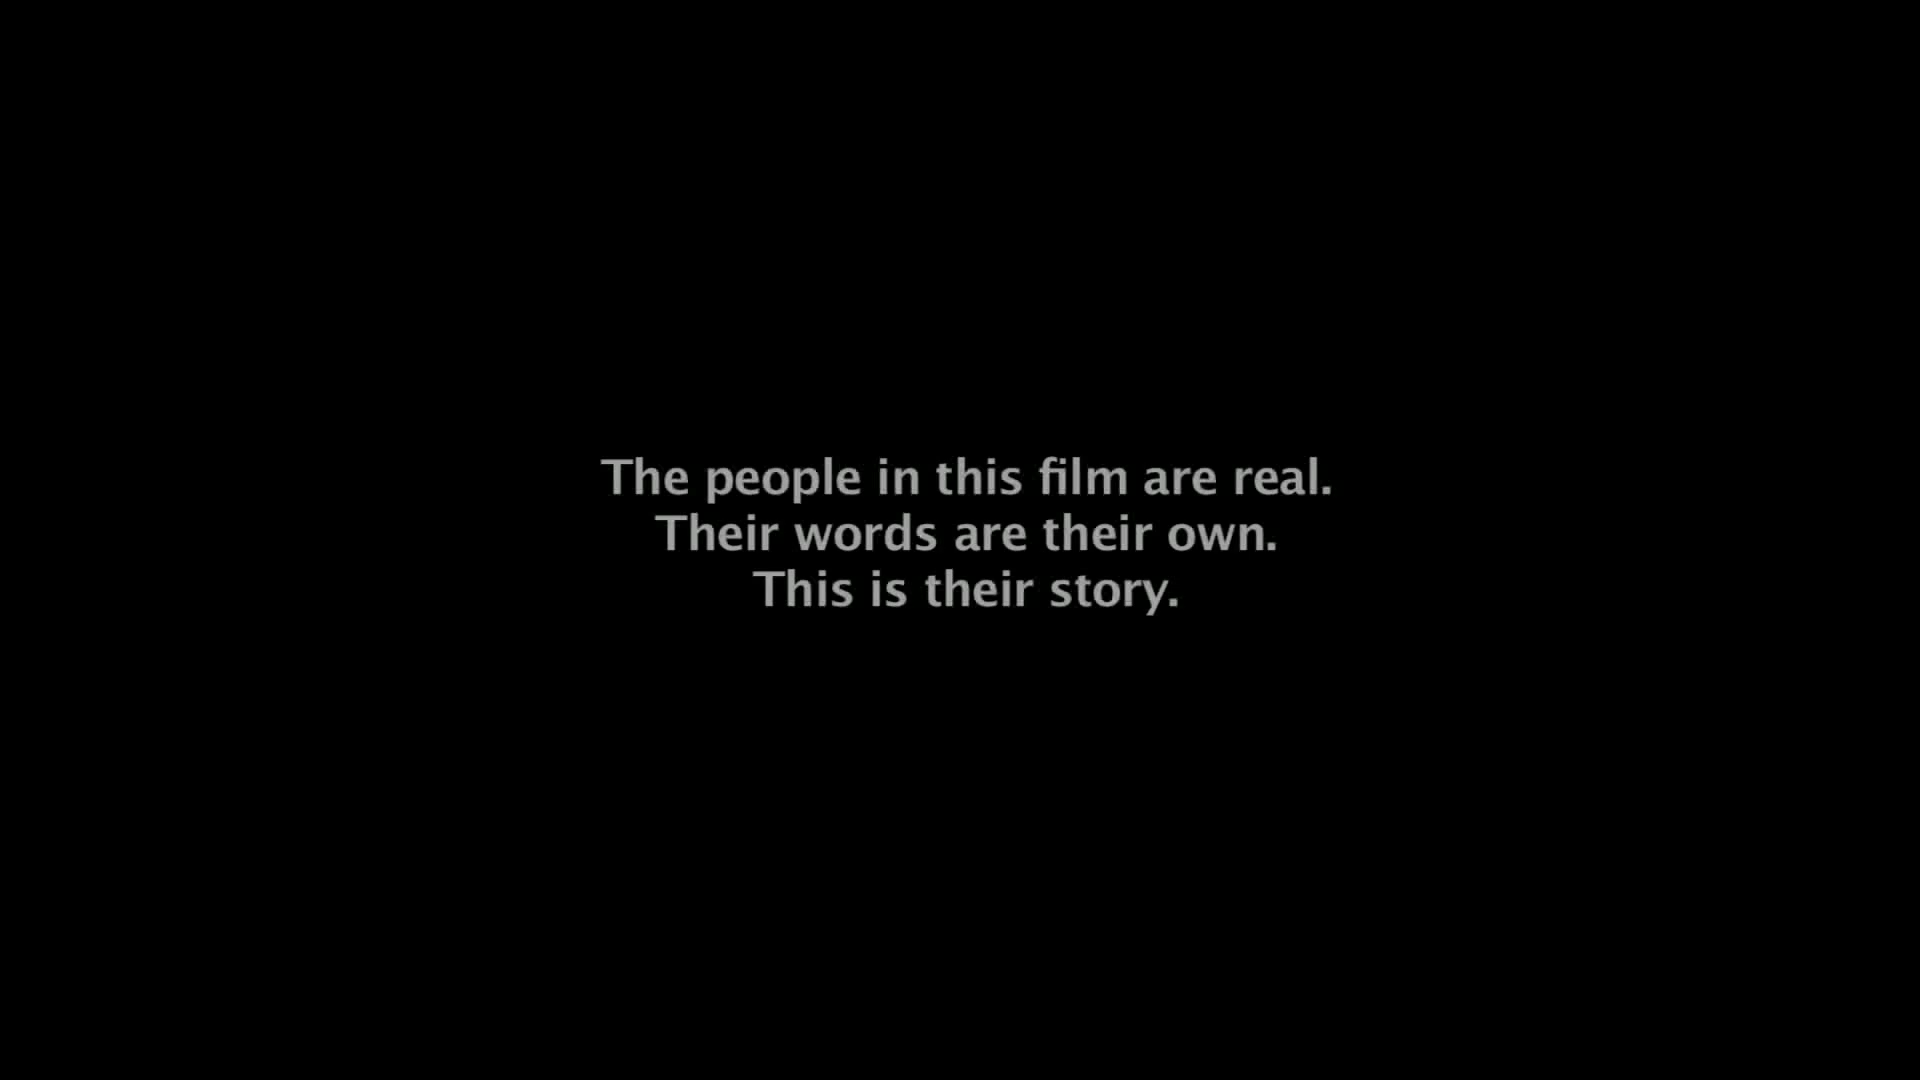 The people in this film are real.
Their words are their own.
This is their story.